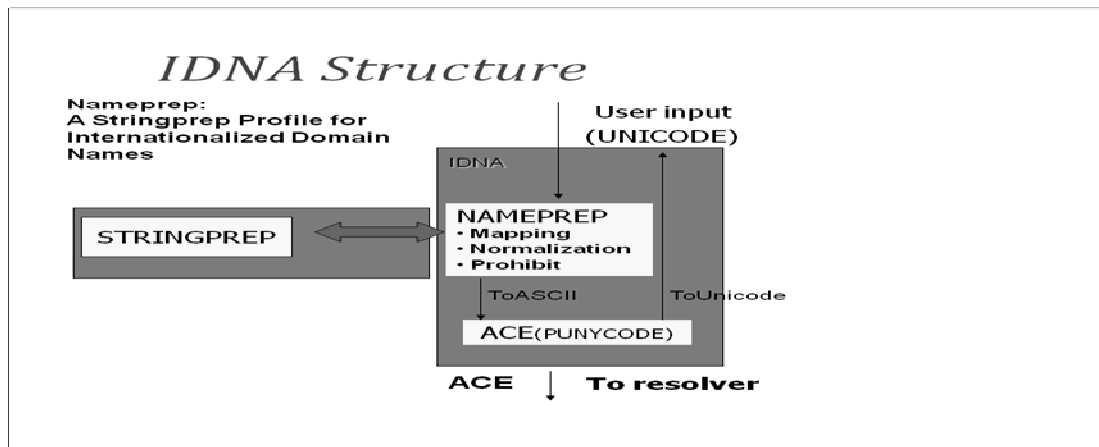 IDNA Structure
Nameprep:
A Stringprep Profile for
Internationalized Domain
Names
User input
(UNICODE)
IDNA
STRINGPREP
NAMEPREP
• Mapping
• Normalization
• Prohibit
ToASCII
ToUnicode
ACE(PUNYCODE)
ACE
To resolver